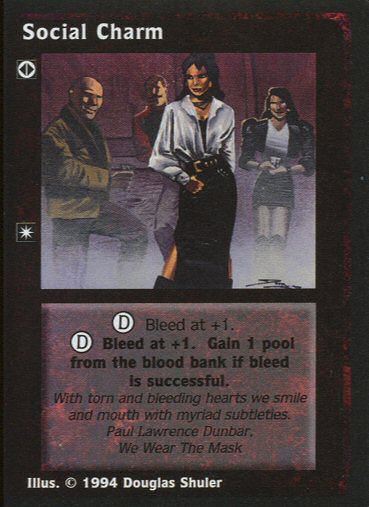 Social Charm
D Bleed at +1.
D Bleed at +1. Gain 1 pool
from the blood bank if bleed
is successful.
With torn and bleeding hearts we smile
and mouth with myriad subtleties.
Paul Lawrence Dunbar,
We Wear The Mask
Illus. © 1994 Douglas Shuler